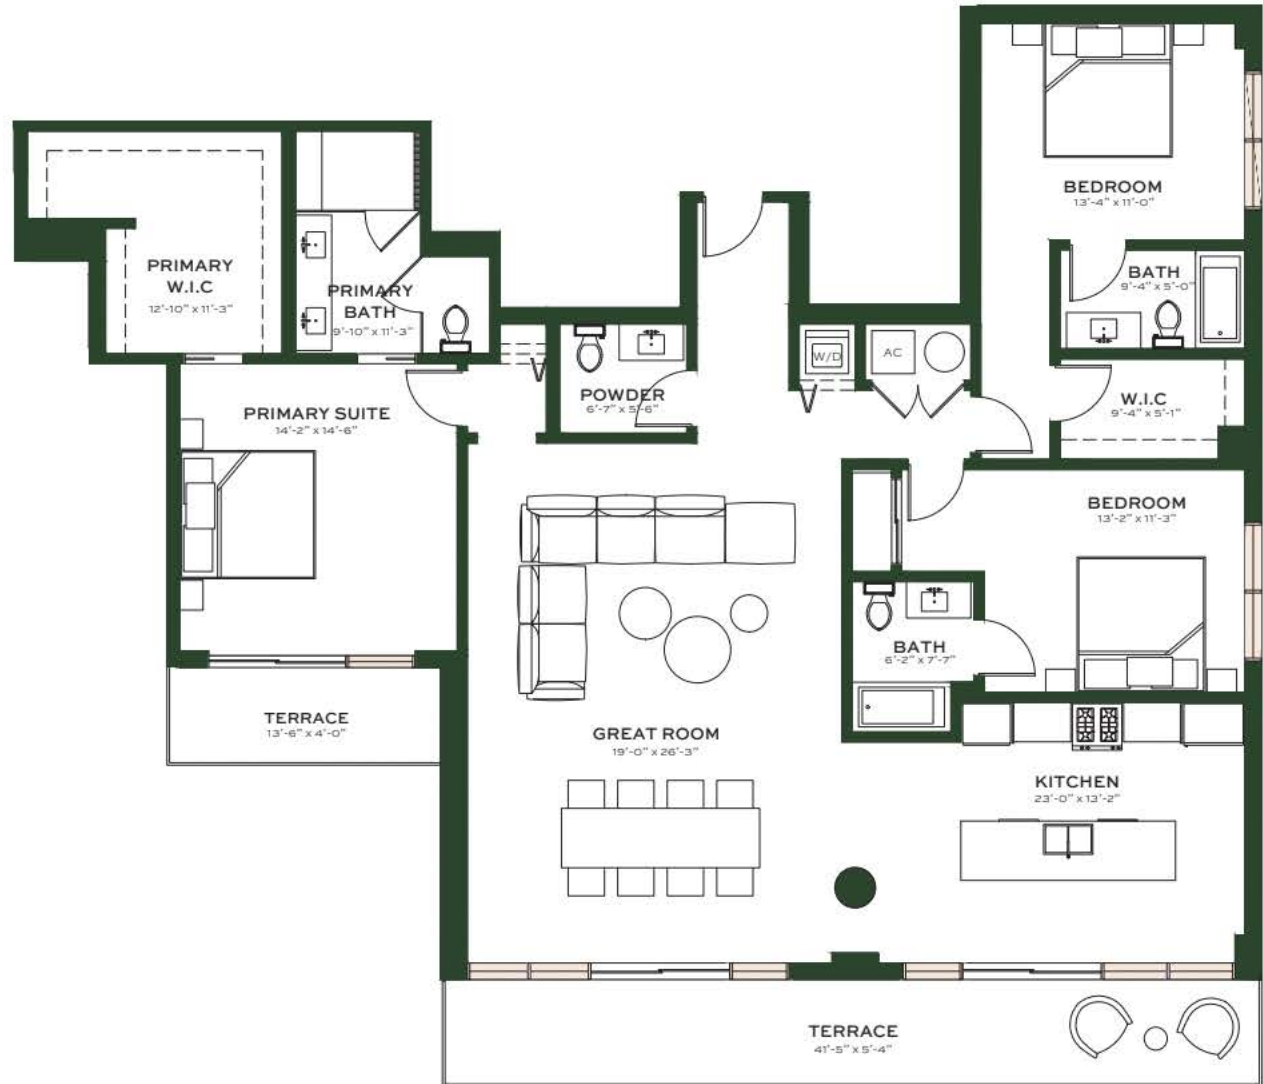 BEDROOM
13'-4" x 11'-0"
PRIMARY
W.I.C
12'-10" x 11'-3"
PRIMARY
BATH
9'-10" x 11'-3"
BATH
9'-4" x 5'-0"
W/D
AC
POWDER
6'-7" x 5'-6"
W.I.C
9'-4" x 5'-1"
PRIMARY SUITE
14'-2" x 14'-6"
BEDROOM
13'-2" x 11'-3"
BATH
6'-2" x 7'-7"
TERRACE
13'-6" x 4'-0"
GREAT ROOM
19'-0" x 26'-3"
KITCHEN
23'-0" x 13'-2"
TERRACE
41'-5" x 5'-4"